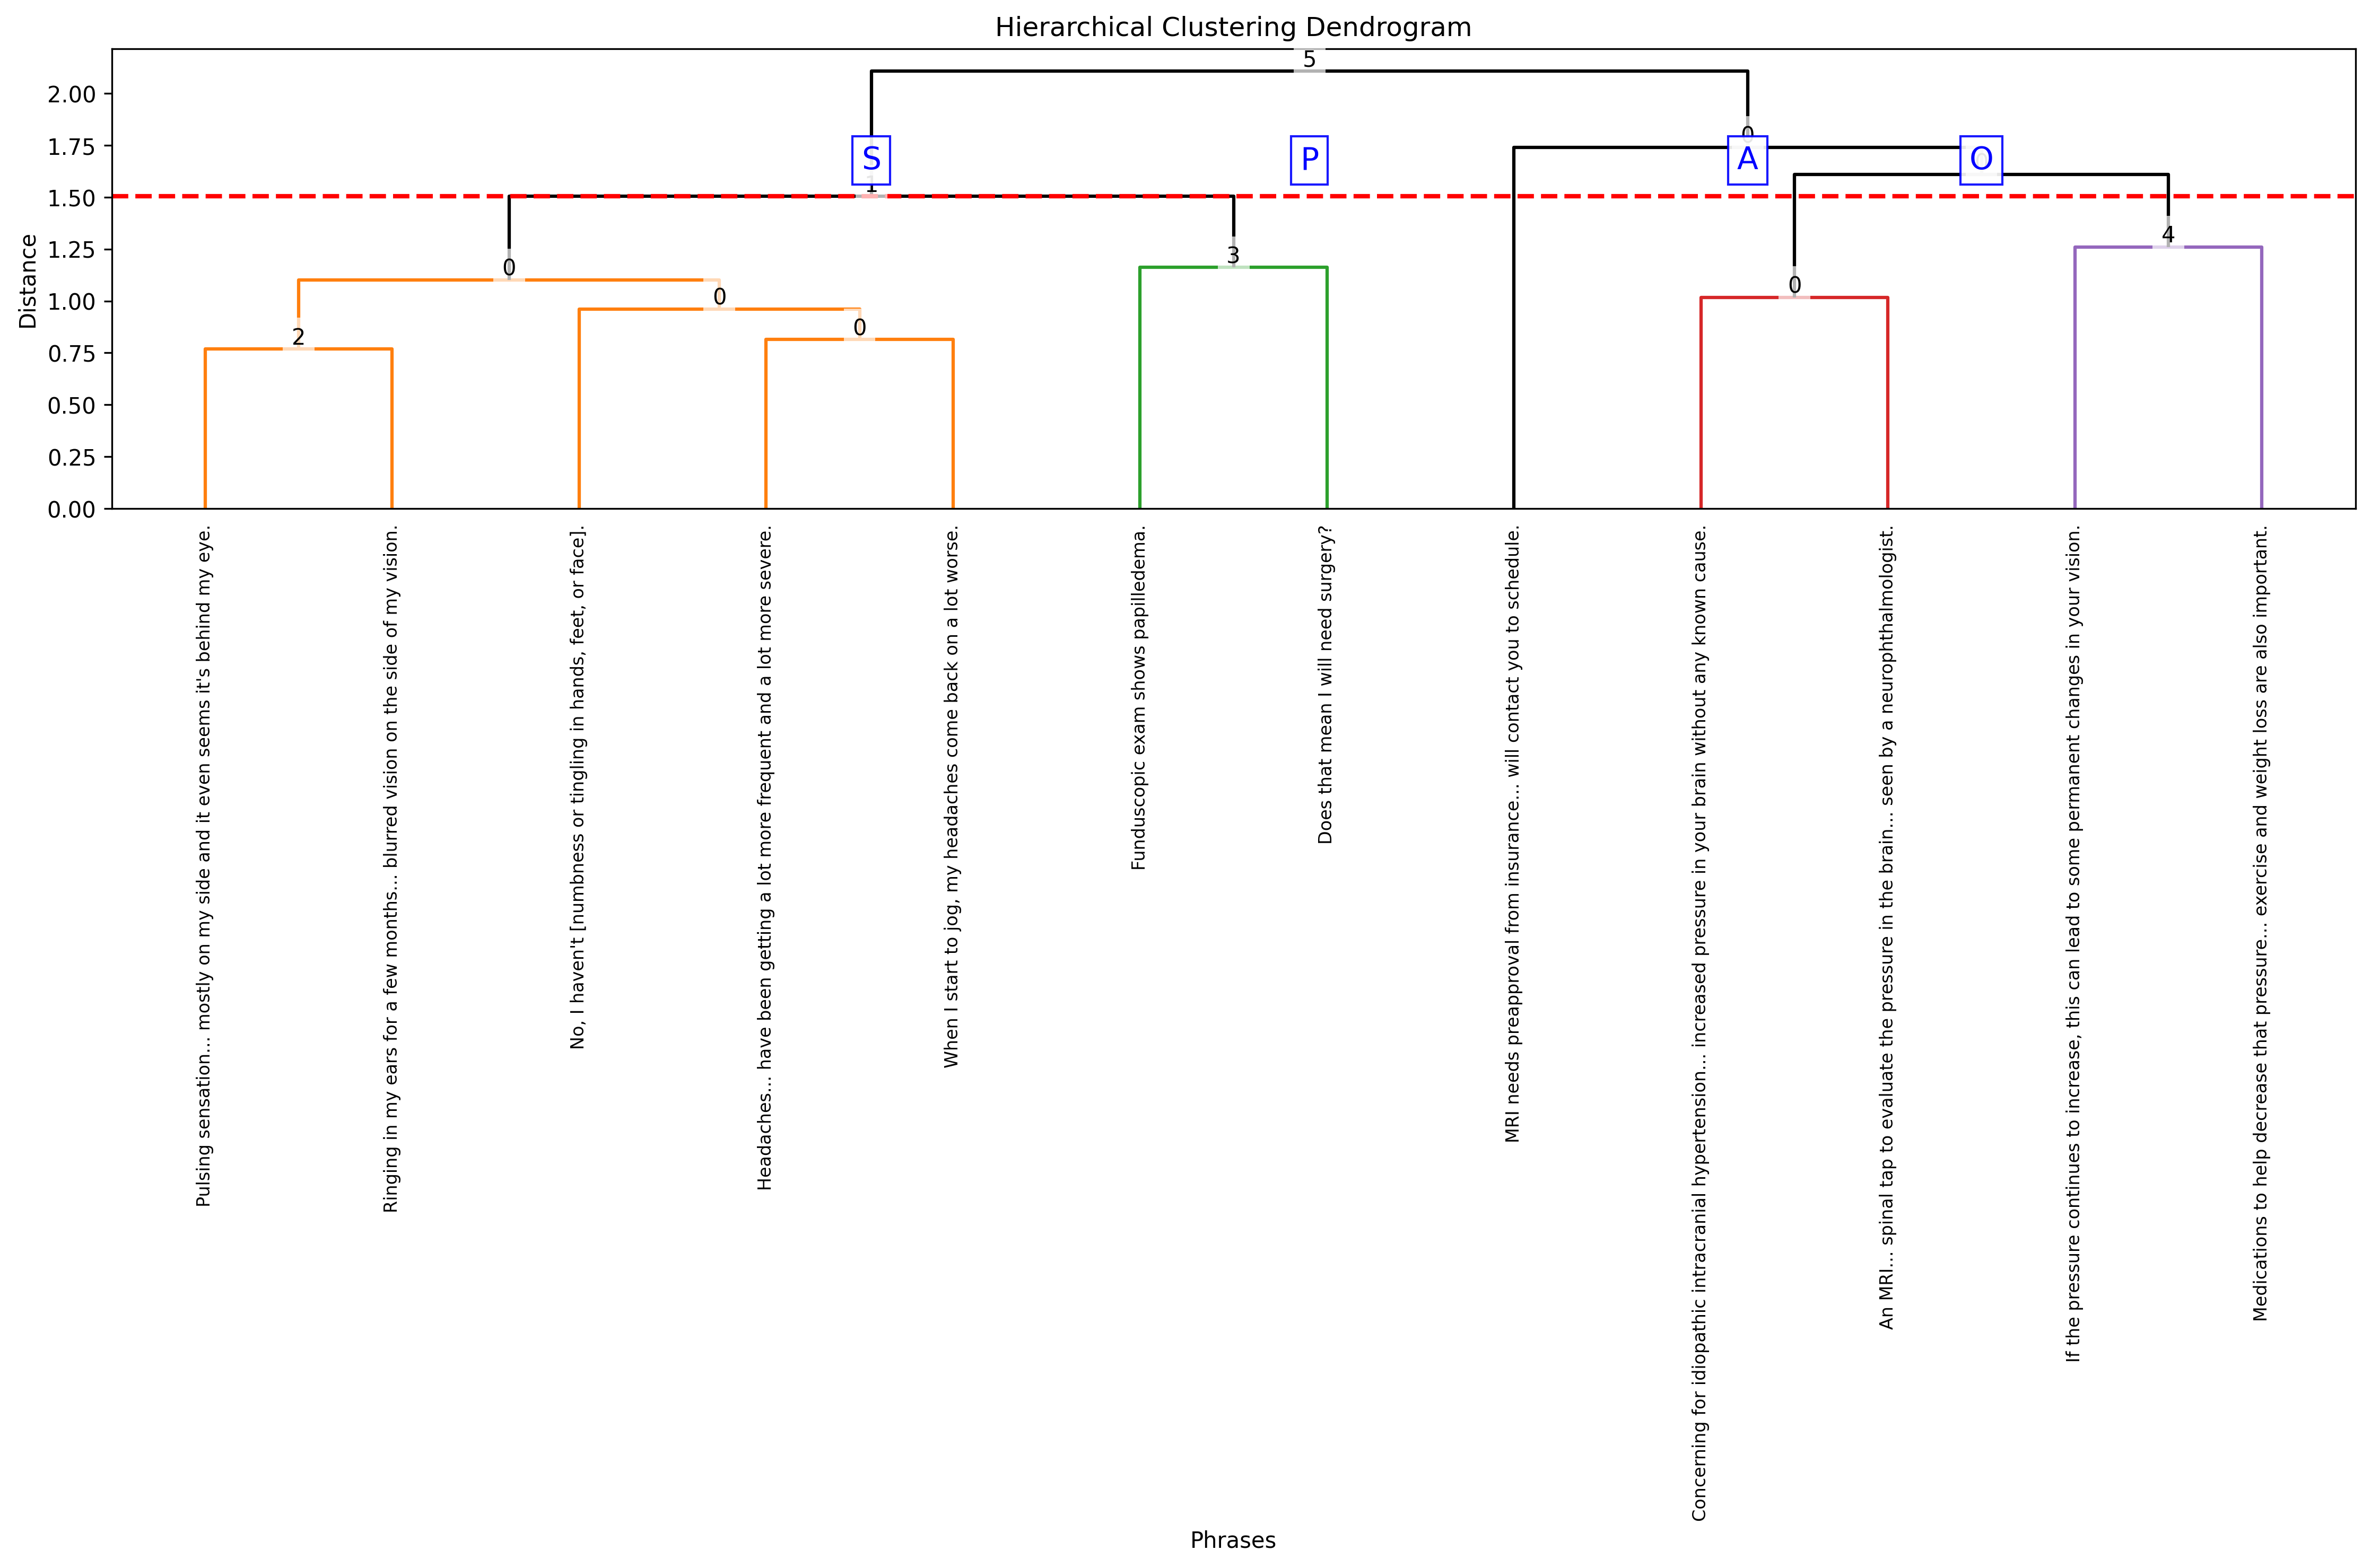 Hierarchical Clustering Dendrogram
5
2.00
0
1.75
S
P
A
O
1
1.50
4
1.25
3
0
Distance
1.00
0
0
0
2
0.75
0.50
0.25
0.00
Pulsing sensation... mostly on my side and it even seems it's behind my eye.
Ringing in my ears for a few months... blurred vision on the side of my vision.
No, I haven't [numbness or tingling in hands, feet, or face].
Headaches... have been getting a lot more frequent and a lot more severe.
When I start to jog, my headaches come back on a lot worse.
Funduscopic exam shows papilledema.
Does that mean I will need surgery?
MRI needs preapproval from insurance... will contact you to schedule.
Concerning for idiopathic intracranial hypertension... increased pressure in your brain without any known cause.
An MRI... spinal tap to evaluate the pressure in the brain... seen by a neurophthalmologist.
If the pressure continues to increase, this can lead to some permanent changes in your vision.
Medications to help decrease that pressure... exercise and weight loss are also important.
Phrases